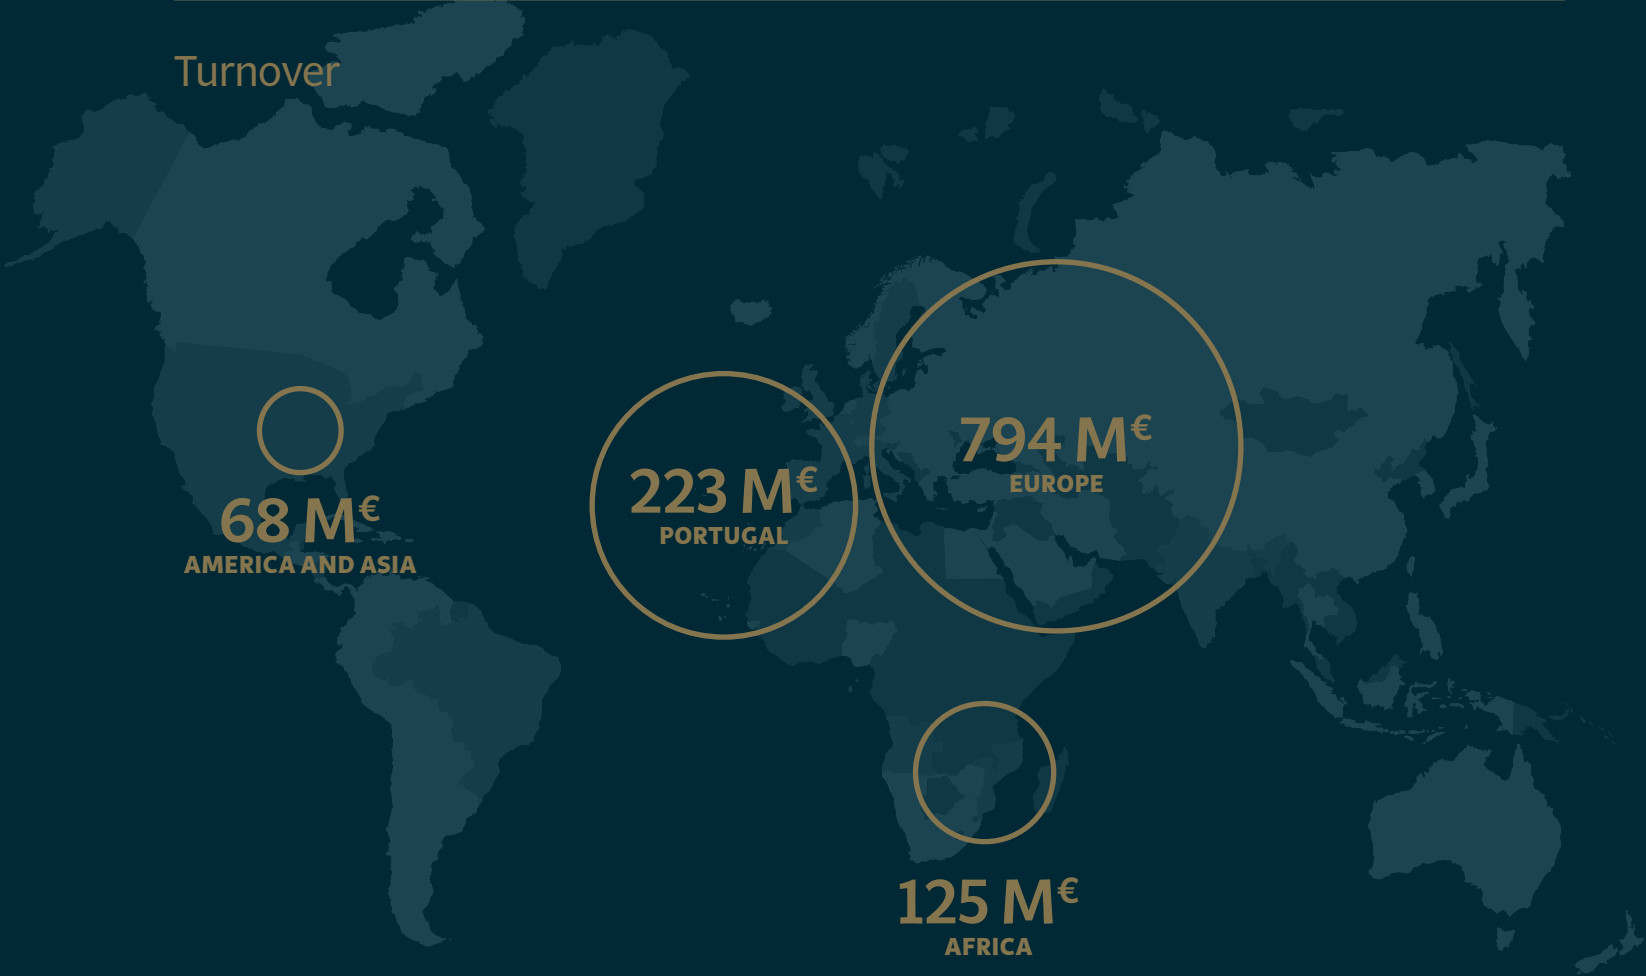 Turnover
794 M€
EUROPE
223 M€
PORTUGAL
68 M€
AMERICA AND ASIA
125 M€
AFRICA